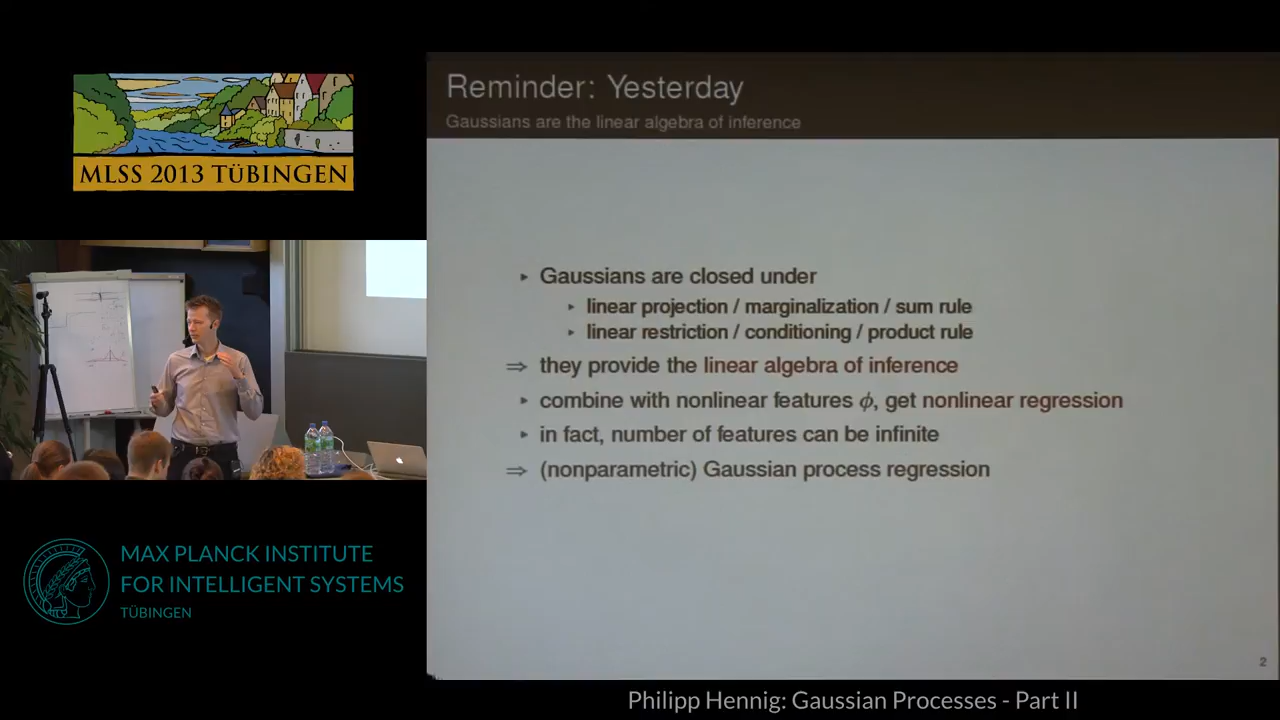 MLSS 2013 TÜBINGEN
MAX PLANCK INSTITUTE
FOR INTELLIGENT SYSTEMS
TÜBINGEN
Reminder: Yesterday
Gaussians are the linear algebra of inference
▸ Gaussians are closed under
▸ linear projection / marginalization / sum rule
▸ linear restriction / conditioning / product rule
⇒ they provide the linear algebra of inference
▸ combine with nonlinear features ϕ, get nonlinear regression
▸ in fact, number of features can be infinite
⇒ (nonparametric) Gaussian process regression
2
Philipp Hennig: Gaussian Processes - Part II